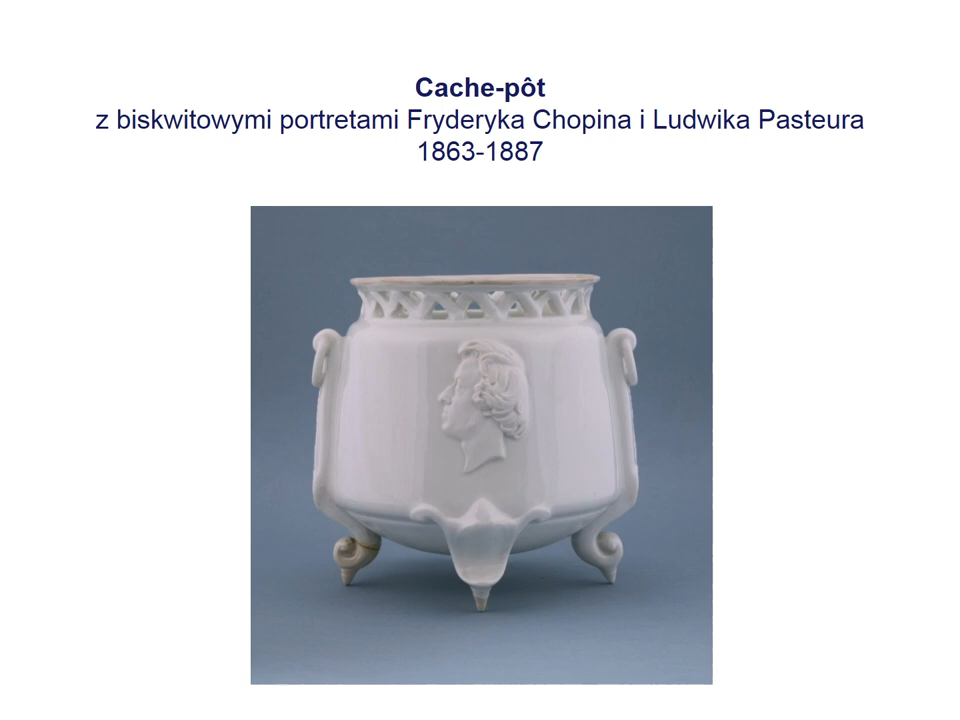 Cache-pôt
z biskwitowymi portretami Fryderyka Chopina i Ludwika Pasteura
1863-1887